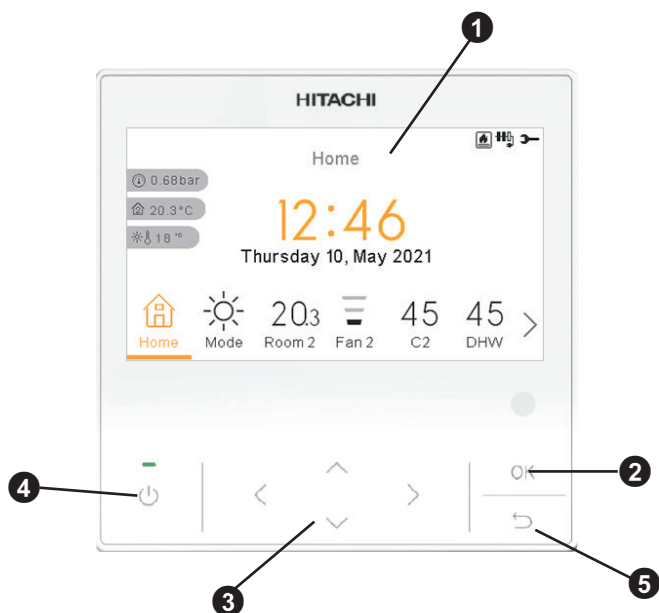 1
HITACHI
Home
0.68bar
20.3°C
18 °C
12:46
Thursday 10, May 2021
20.3 45 45
Home Mode Room 2 Fan 2 C2 DHW
OK
2
4
3
5